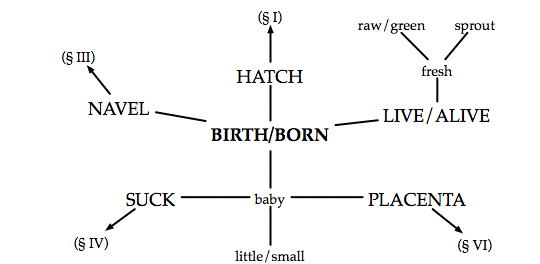 (§ I)
raw/green
sprout
(§ III)
HATCH
fresh
NAVEL
LIVE/ALIVE
BIRTH/BORN
SUCK
baby
PLACENTA
(§ IV)
little/small
(§ VI)